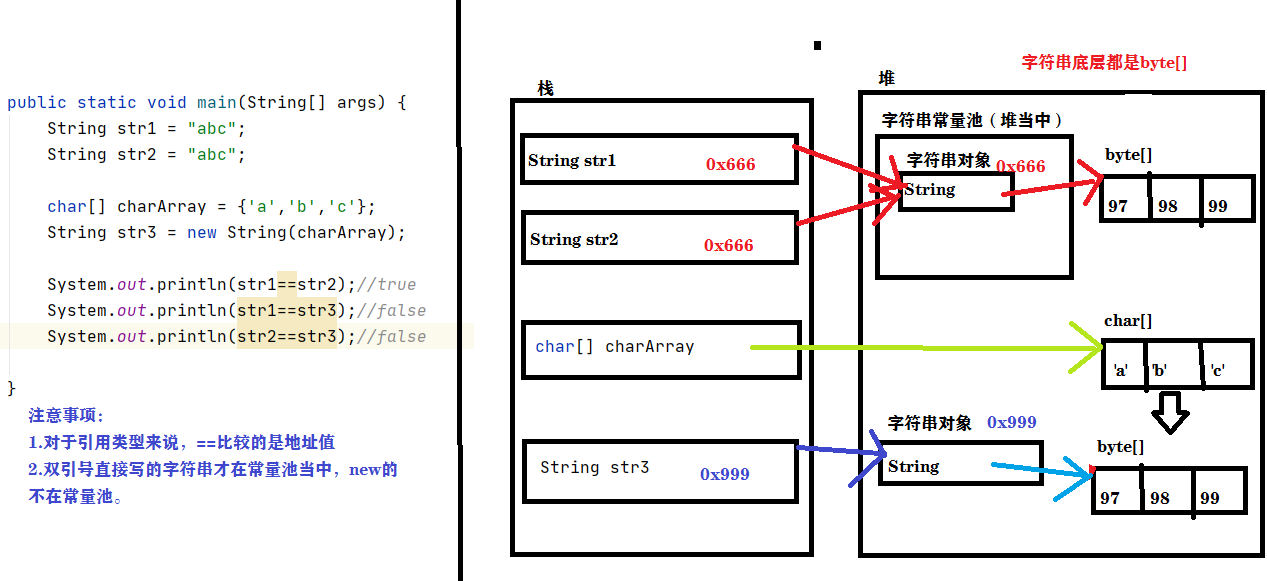 public static void main(String[] args) {
String str1 = "abc";
String str2 = "abc";
char[] charArray = {'a','b','c'};
String str3 = new String(charArray);
System.out.println(str1==str2);//true
System.out.println(str1==str3);//false
System.out.println(str2==str3);//false
}
注意事项：
1.对于引用类型来说，==比较的是地址值
2.双引号直接写的字符串才在常量池当中，new的
不在常量池。
栈
String str1 0x666
String str2 0x666
char[] charArray
String str3 0x999
字符串底层都是byte[]
堆
字符串常量池（堆当中）
字符串对象 0x666
String
byte[]
97 98 99
char[]
'a' 'b' 'c'
字符串对象 0x999
String
byte[]
97 98 99